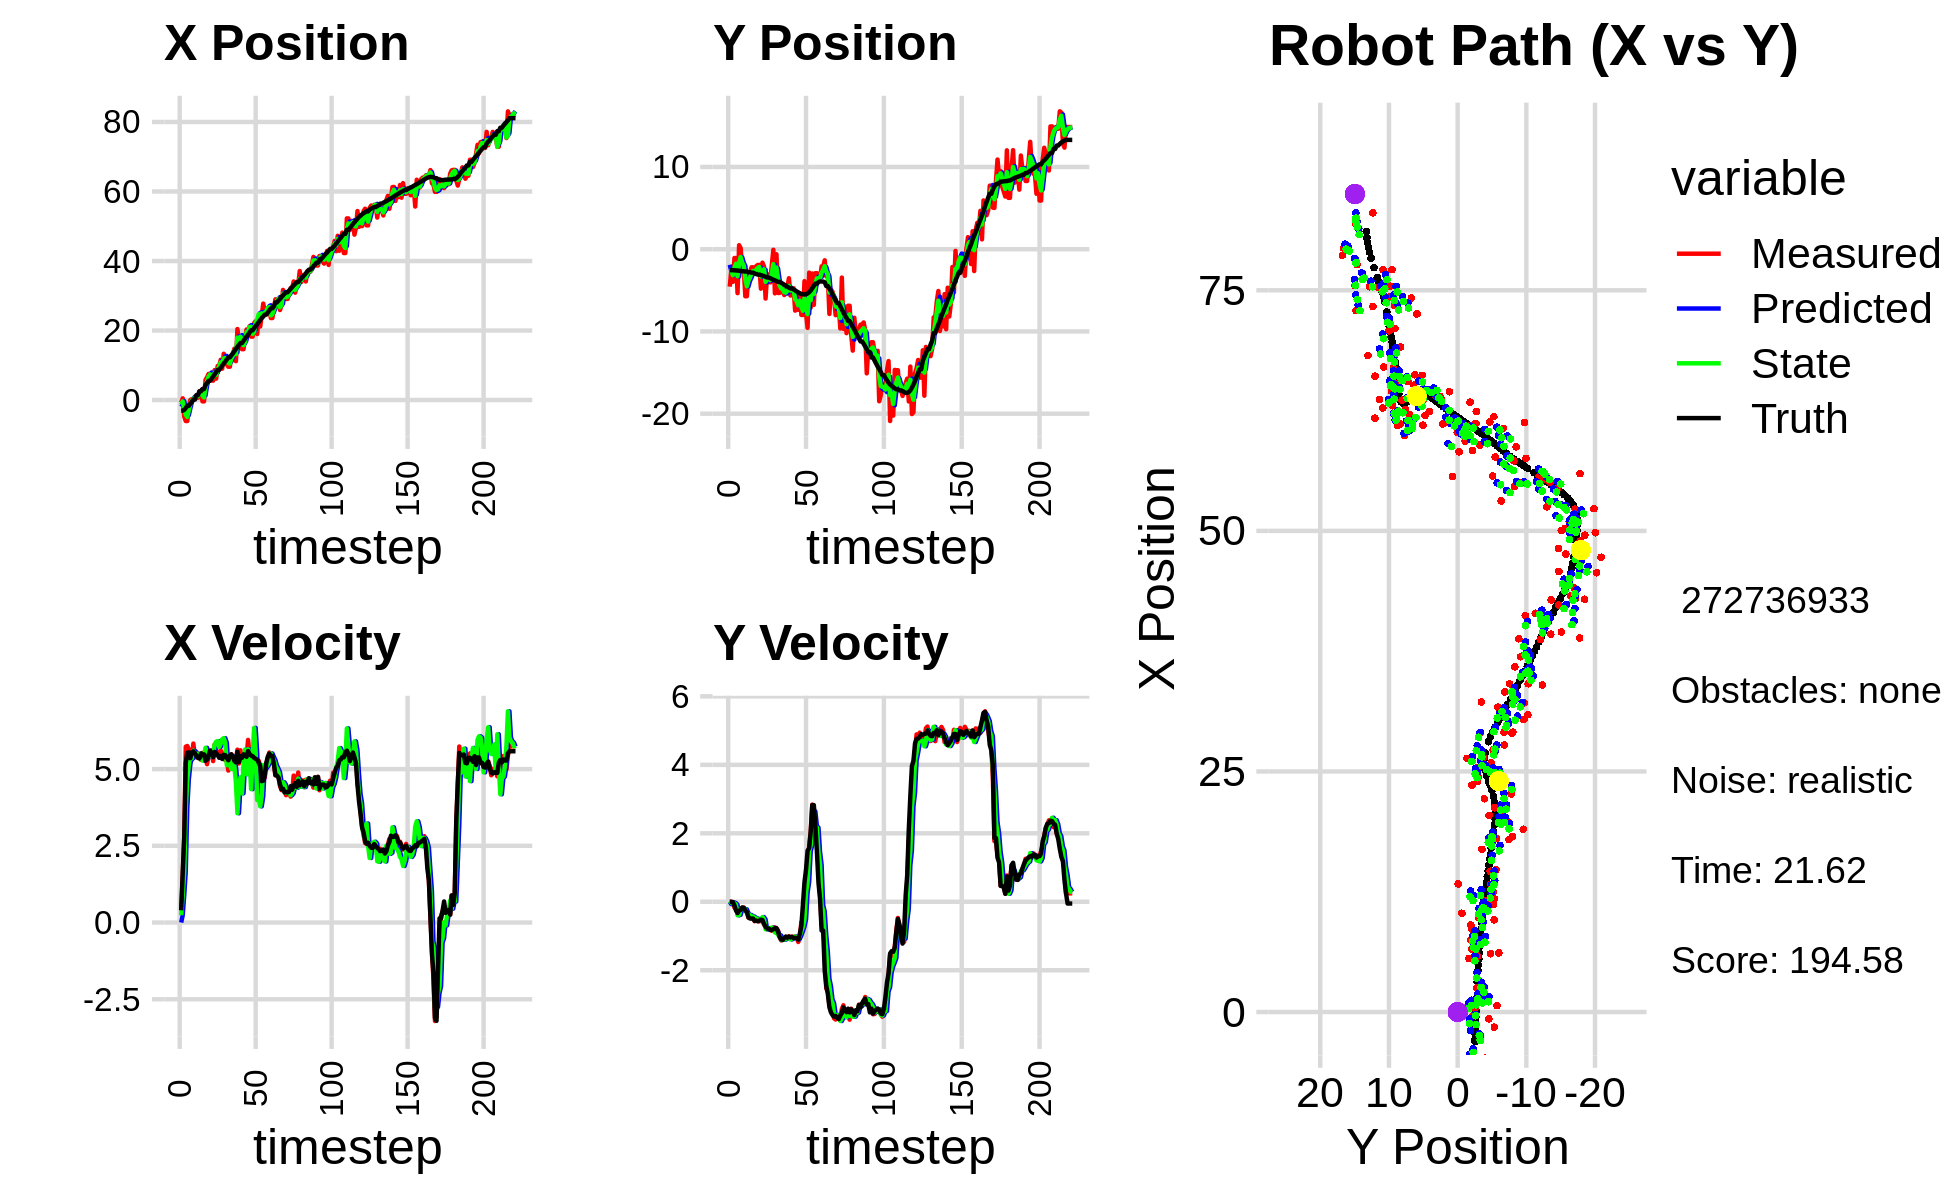 X Position
80
60
40
20
0
0 50 100 150 200
timestep
Y Position
10
0
-10
-20
0 50 100 150 200
timestep
X Velocity
5.0
2.5
0.0
-2.5
0 50 100 150 200
timestep
Y Velocity
6
4
2
0
-2
0 50 100 150 200
timestep
Robot Path (X vs Y)
X Position
75
50
25
0
20 10 0 -10 -20
Y Position
variable
Measured
Predicted
State
Truth
272736933
Obstacles: none
Noise: realistic
Time: 21.62
Score: 194.58